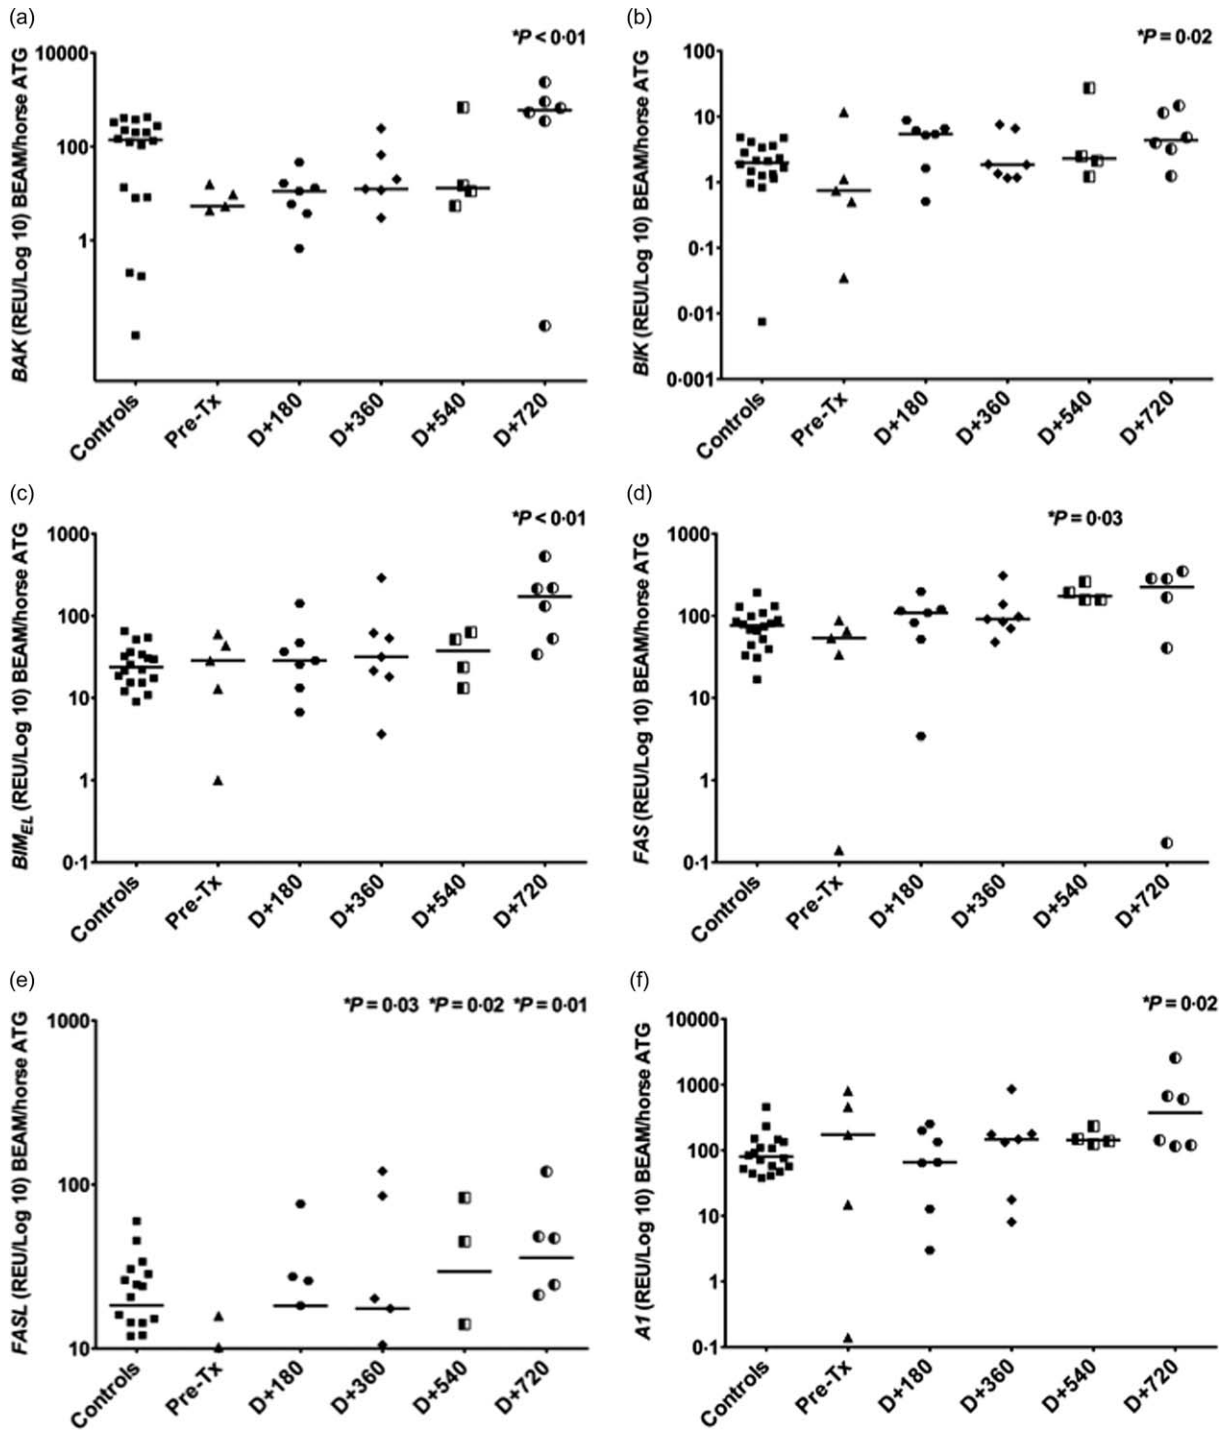 (a)
*P < 0·01
BAK (REU/Log 10) BEAM/horse ATG
10000
100
1
Controls
Pre-Tx
D+180
D+360
D+540
D+720
(b)
*P = 0·02
BIK (REU/Log 10) BEAM/horse ATG
100
10
1
0·1
0·01
0·001
Controls
Pre-Tx
D+180
D+360
D+540
D+720
(c)
*P < 0·01
BIMEL (REU/Log 10) BEAM/horse ATG
1000
100
10
1
0·1
Controls
Pre-Tx
D+180
D+360
D+540
D+720
(d)
*P = 0·03
FAS (REU/Log 10) BEAM/horse ATG
1000
100
10
1
0·1
Controls
Pre-Tx
D+180
D+360
D+540
D+720
(e)
*P = 0·03 *P = 0·02 *P = 0·01
FASL (REU/Log 10) BEAM/horse ATG
1000
100
10
Controls
Pre-Tx
D+180
D+360
D+540
D+720
(f)
*P = 0·02
A1 (REU/Log 10) BEAM/horse ATG
10000
1000
100
10
1
0·1
Controls
Pre-Tx
D+180
D+360
D+540
D+720